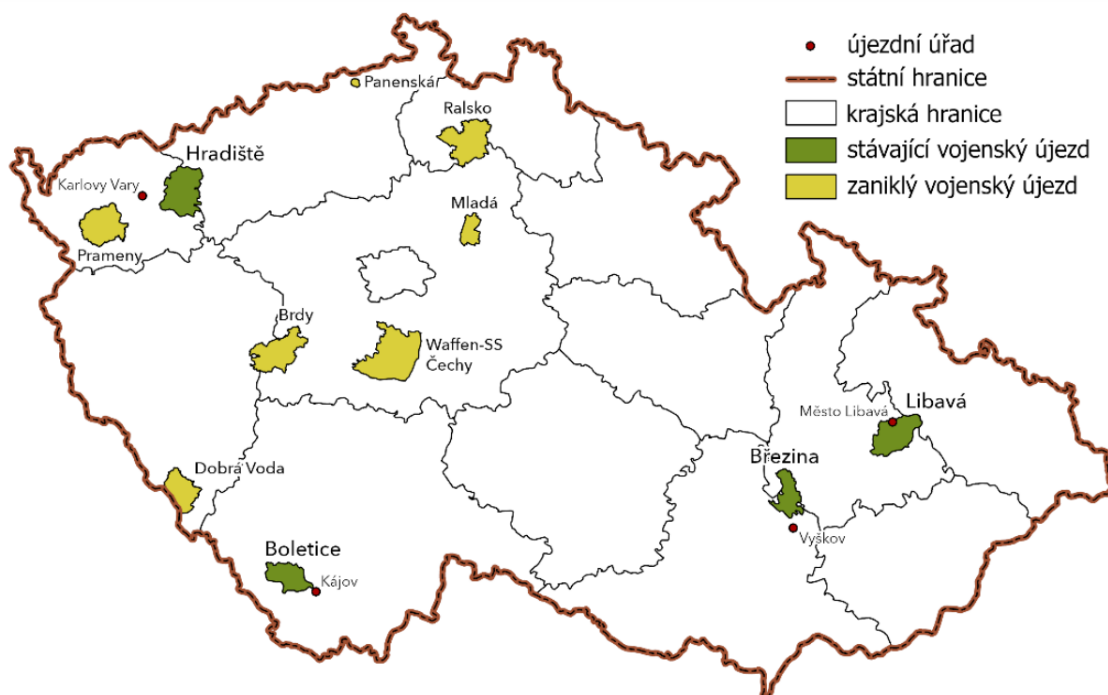 újezdní úřad
státní hranice
krajská hranice
stávající vojenský újezd
zaniklý vojenský újezd
Panenskár
Ralsko
Hradiště
Karlovy Vary
Mladá
Prameny
Brdy
Waffen-SS
Čechy
Libavá
Město Libavá
Březina
Dobrá Voda
Vyškov
Boletice
Kájov